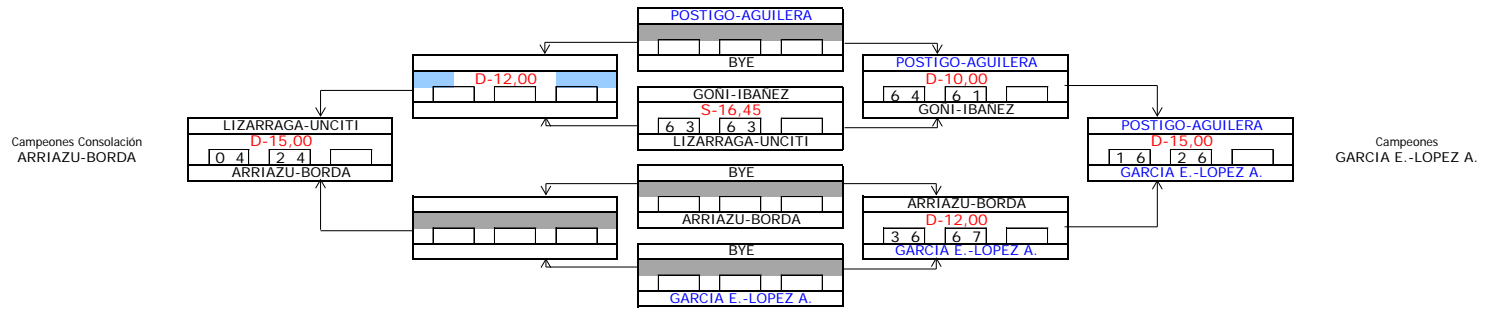 POSTIGO-AGUILERA
BYE
D-12,00
POSTIGO-AGUILERA
D-10,00
6 4 6 1
GOÑI-IBAÑEZ
GOÑI-IBAÑEZ
S-16,45
6 3 6 3
LIZARRAGA-UNCITI
Campeones Consolación
ARRIAZU-BORDA
LIZARRAGA-UNCITI
D-15,00
0 4 2 4
ARRIAZU-BORDA
POSTIGO-AGUILERA
D-15,00
1 6 2 6
GARCIA E.-LOPEZ A.
Campeones
GARCIA E.-LOPEZ A.
BYE
ARRIAZU-BORDA
ARRIAZU-BORDA
D-12,00
3 6 6 7
GARCIA E.-LOPEZ A.
BYE
GARCIA E.-LOPEZ A.